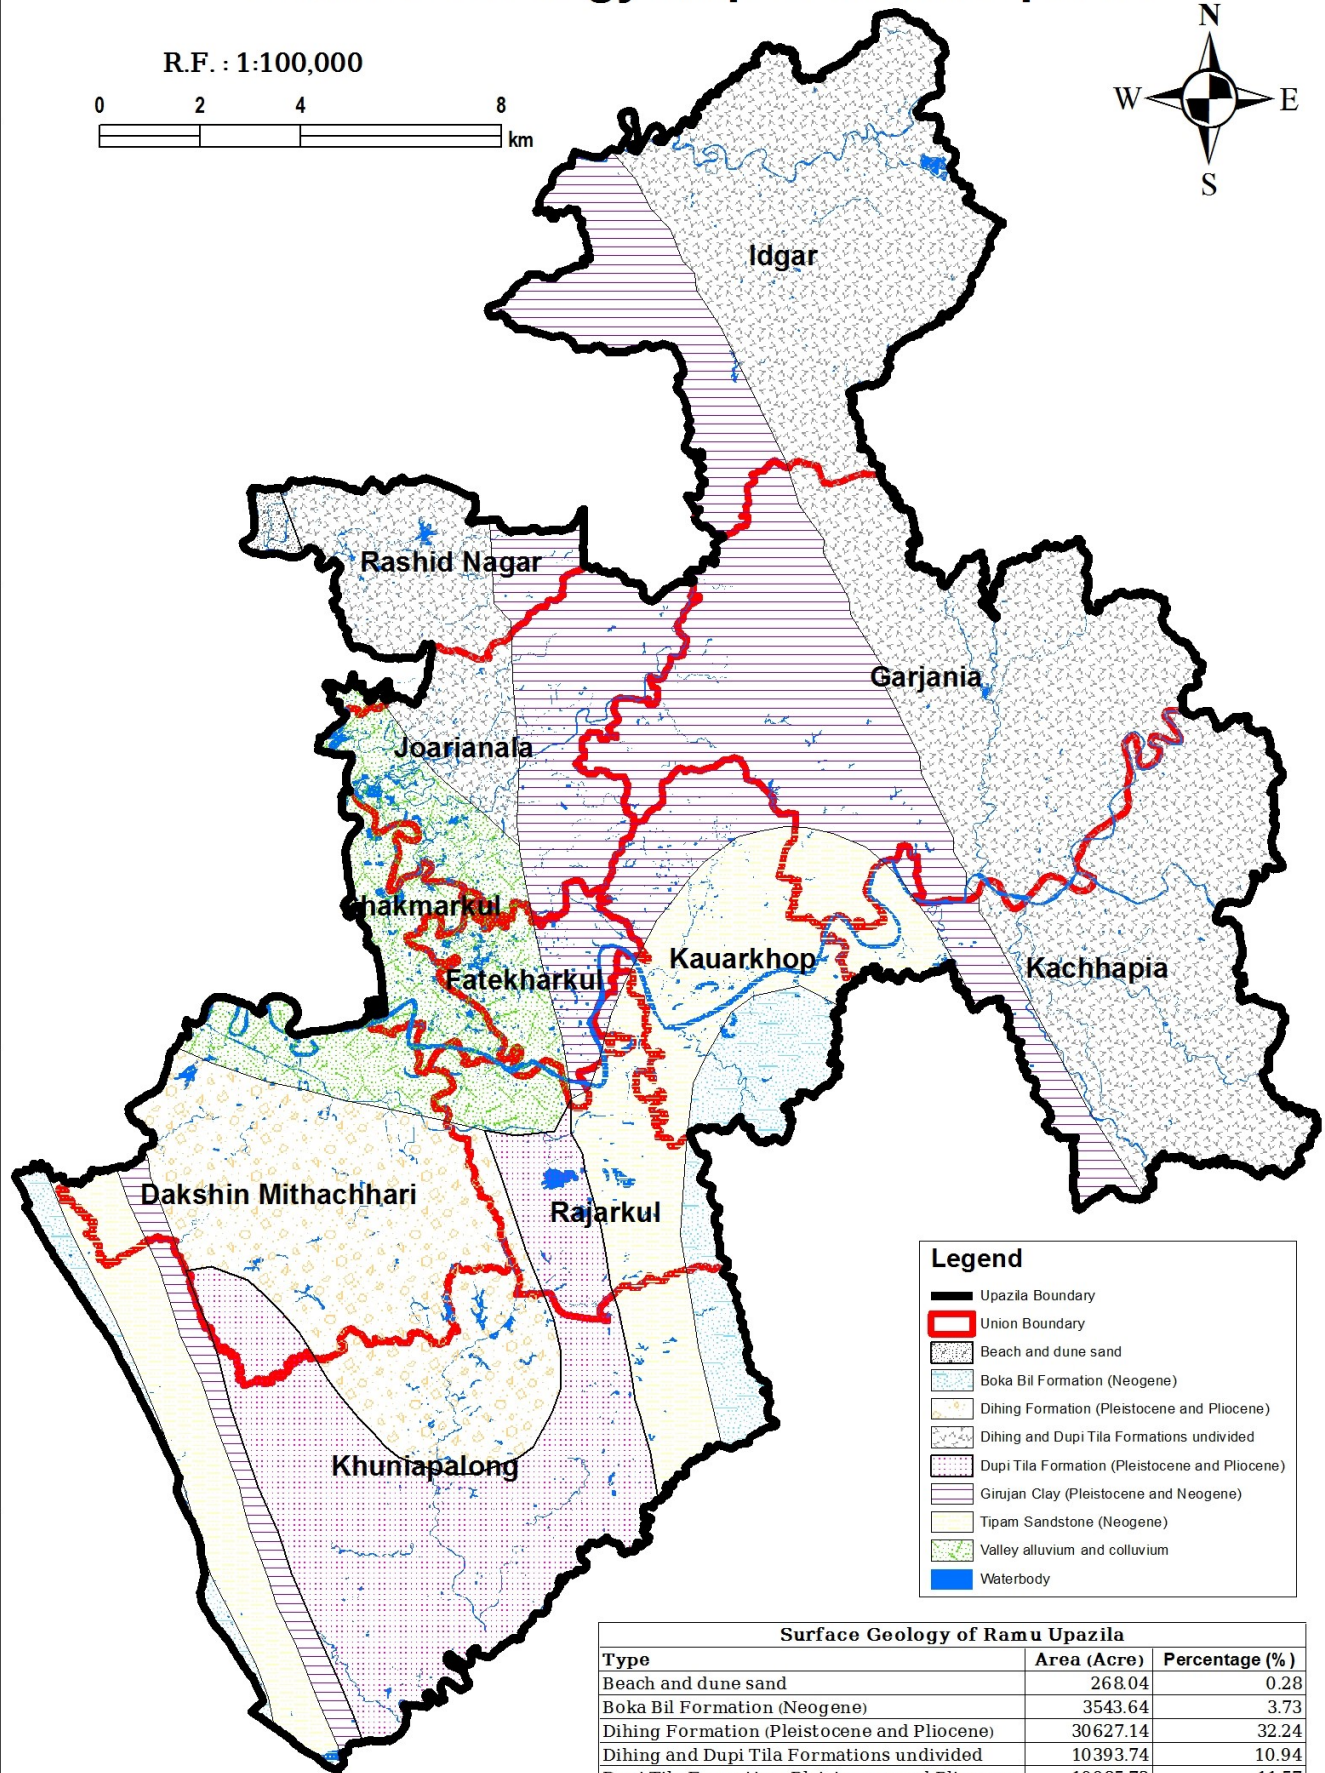 R.F. : 1:100,000
0 2 4 8
km
N
W E
S
Idgar
Rashid Nagar
Garjania
Joarianala
hakmarkul
Kauarkhop
Kachhapia
Fatekharkul
Dakshin Mithachhari
Rajarkul
Khuniapalong
Legend
Upazila Boundary
Union Boundary
Beach and dune sand
Boka Bil Formation (Neogene)
Dihing Formation (Pleistocene and Pliocene)
Dihing and Dupi Tila Formations undivided
Dupi Tila Formation (Pleistocene and Pliocene)
Girujan Clay (Pleistocene and Neogene)
Tipam Sandstone (Neogene)
Valley alluvium and colluvium
Waterbody
Surface Geology of Ramu Upazila
Type Area (Acre) Percentage (%)
Beach and dune sand 268.04 0.28
Boka Bil Formation (Neogene) 3543.64 3.73
Dihing Formation (Pleistocene and Pliocene) 30627.14 32.24
Dihing and Dupi Tila Formations undivided 10393.74 10.94